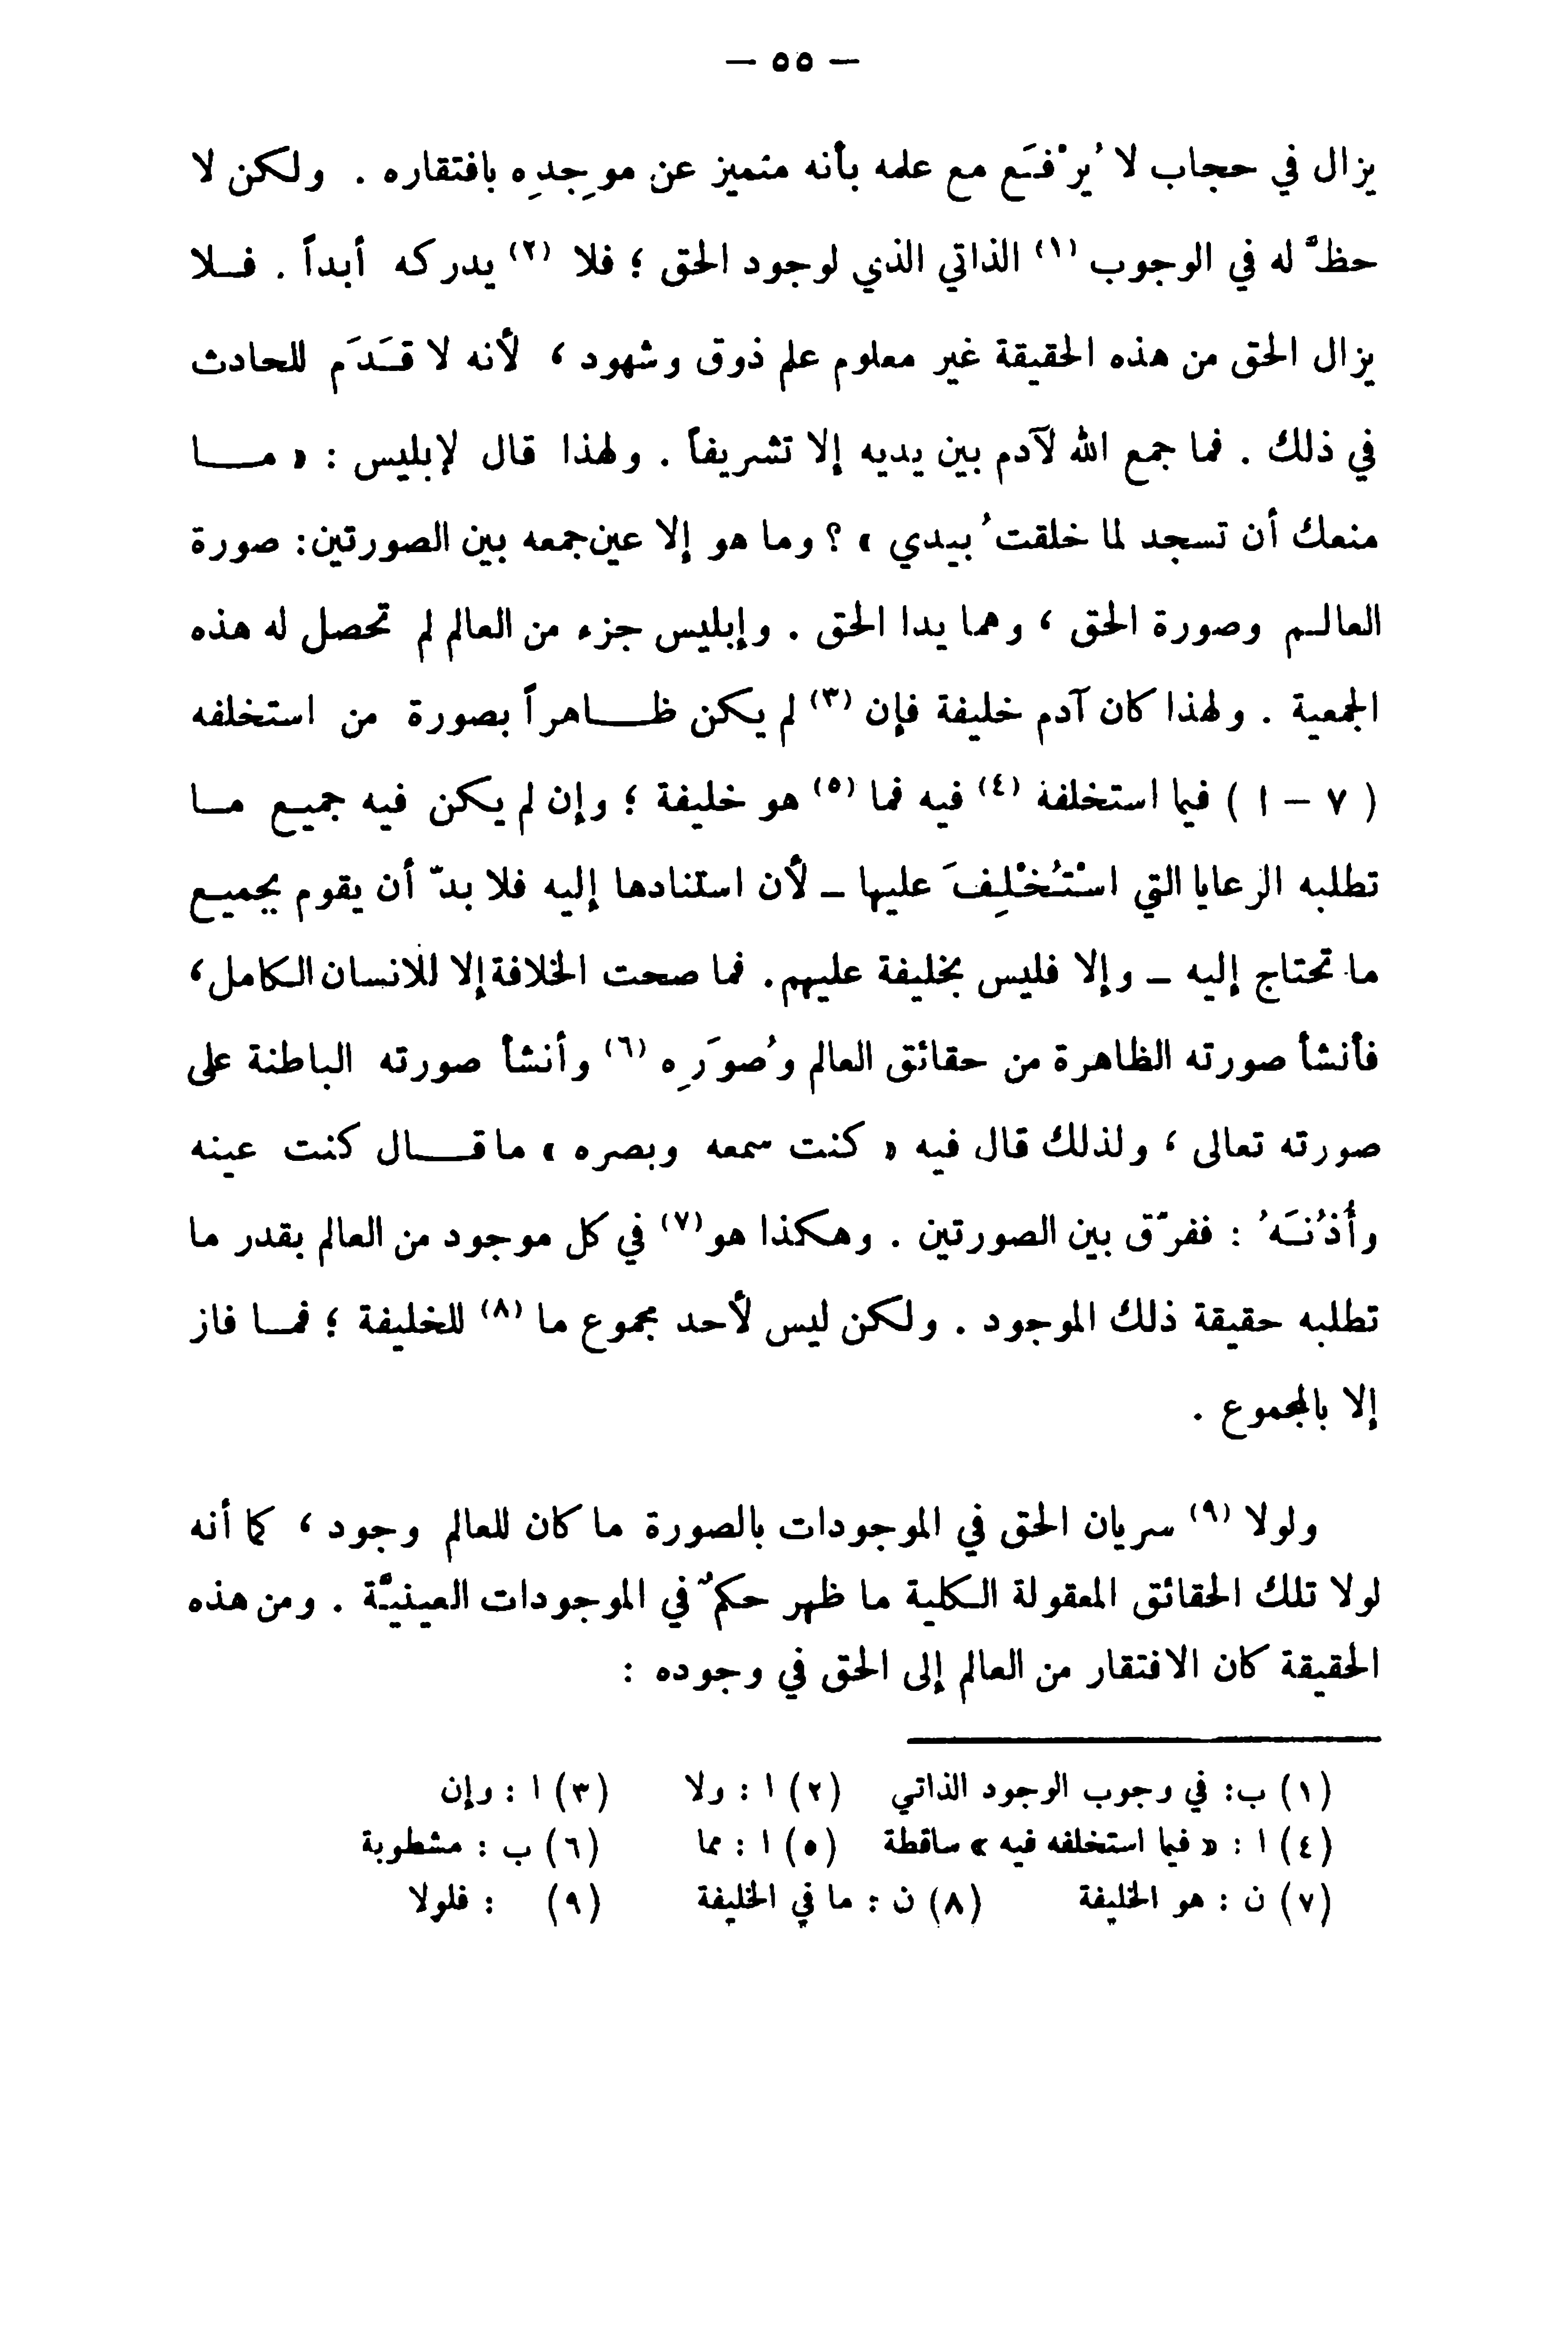 — ٥٥ —
يزال في حجاب لا يُرْفَع مع علمه بأنه متميز عن موجِدِه بافتقاره . ولكن لا
حظَّ له في الوجوب (١) الذاتي الذي لوجود الحق ؛ فلا (٢) يدركه أبداً . فلا
يزال الحق من هذه الحقيقة غير معلوم علم ذوق وشهود ، لأنه لا قَدَم للحادث
في ذلك . فما جمع الله لآدم بين يديه إلا تشريفاً . ولهذا قال لإبليس : « ما
منعك أن تسجد لما خلقتُ بيدي » ؟ وما هو إلا عين جمعه بين الصورتين: صورة
العالم وصورة الحق ، وهما يدا الحق . وإبليس جزء من العالم لم تحصل له هذه
الجمعية . ولهذا كان آدم خليفة فإن (٣) لم يكن ظاهراً بصورة من استخلفه
( ٧ – ا ) فيما استخلفه (٤) فيه فما (٥) هو خليفة ؛ وإن لم يكن فيه جميع ما
تطلبه الرعايا التي اسْتُخْلِفَ عليها – لأن استنادها إليه فلا بدّ أن يقوم بجميع
ما تحتاج إليه – وإلا فليس بخليفة عليهم. فما صحت الخلافة إلا للانسان الكامل،
فأنشأ صورته الظاهرة من حقائق العالم وصُوَرِه (٦) وأنشأ صورته الباطنة على
صورته تعالى ، ولذلك قال فيه « كنت سمعه وبصره » ما قال كنت عينه
وأُذُنَهُ : ففرّق بين الصورتين . وهكذا هو (٧) في كل موجود من العالم بقدر ما
تطلبه حقيقة ذلك الموجود . ولكن ليس لأحد مجموع ما (٨) للخليفة ؛ فما فاز
إلا بالمجموع .
ولولا (٩) سريان الحق في الموجودات بالصورة ما كان للعالم وجود ، كما أنه
لولا تلك الحقائق المعقولة الكلية ما ظهر حكمٌ في الموجودات العينيَّة . ومن هذه
الحقيقة كان الافتقار من العالم إلى الحق في وجوده :
(١) ب: في وجوب الوجود الذاتي (٢) ا : ولا (٣) ا : وإن
(٤) ا : « فيما استخلفه فيه » ساقطة (٥) ا : مما (٦) ب : مشطوبة
(٧) ن : هو الخليفة (٨) ن : ما في الخليفة (٩) : فلولا